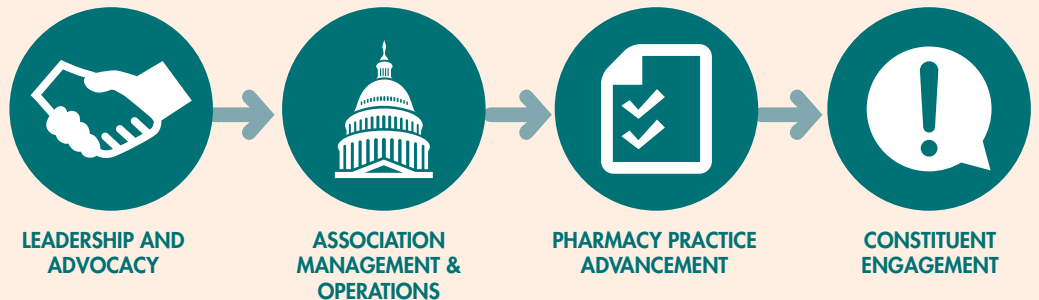 LEADERSHIP AND
ADVOCACY
ASSOCIATION
MANAGEMENT &
OPERATIONS
PHARMACY PRACTICE
ADVANCEMENT
CONSTITUENT
ENGAGEMENT